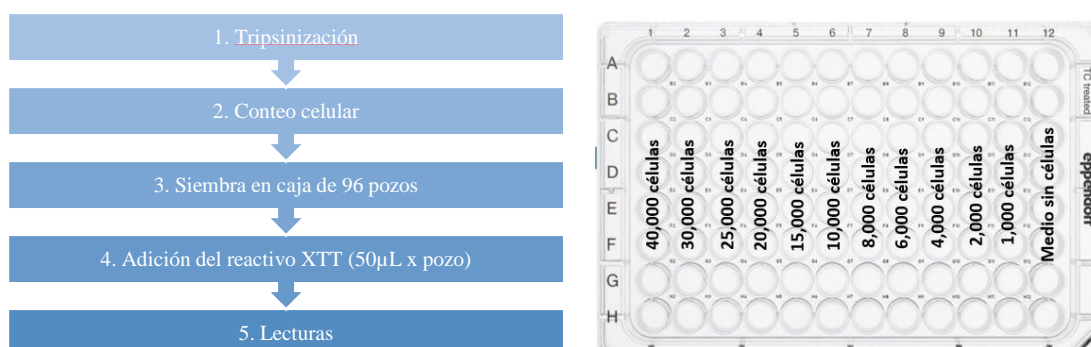 1. Tripsinización
2. Conteo celular
3. Siembra en caja de 96 pozos
4. Adición del reactivo XTT (50µL x pozo)
5. Lecturas
1 2 3 4 5 6 7 8 9 10 11 12
A
B
C
D
E
F
G
H
40,000 células
30,000 células
25,000 células
20,000 células
15,000 células
10,000 células
8,000 células
6,000 células
4,000 células
2,000 células
1,000 células
Medio sin células
TC treated
eppendorf